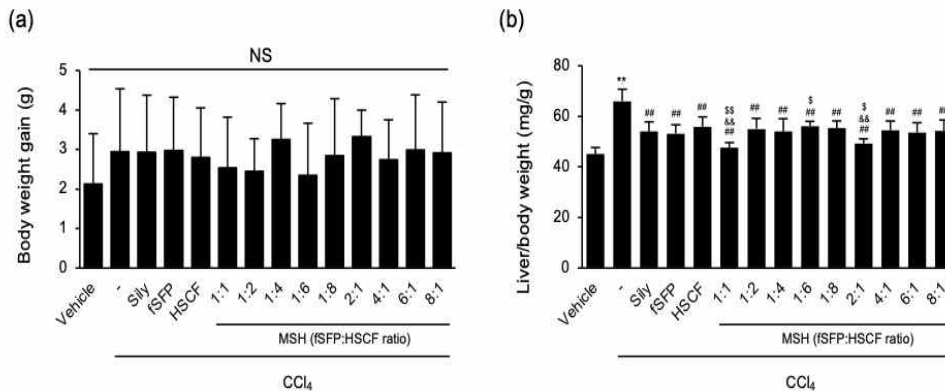 (a)
NS
Body weight gain (g)
5
4
3
2
1
0
Vehicle
-
Sily
fSFP
HSCF
1:1
1:2
1:4
1:6
1:8
2:1
4:1
6:1
8:1
MSH (fSFP:HSCF ratio)
CCl₄
(b)
Liver/body weight (mg/g)
80
60
40
20
0
**
##
##
##
$$
&&
##
##
##
$
##
##
$
&&
##
##
##
##
Vehicle
-
Sily
fSFP
HSCF
1:1
1:2
1:4
1:6
1:8
2:1
4:1
6:1
8:1
MSH (fSFP:HSCF ratio)
CCl₄